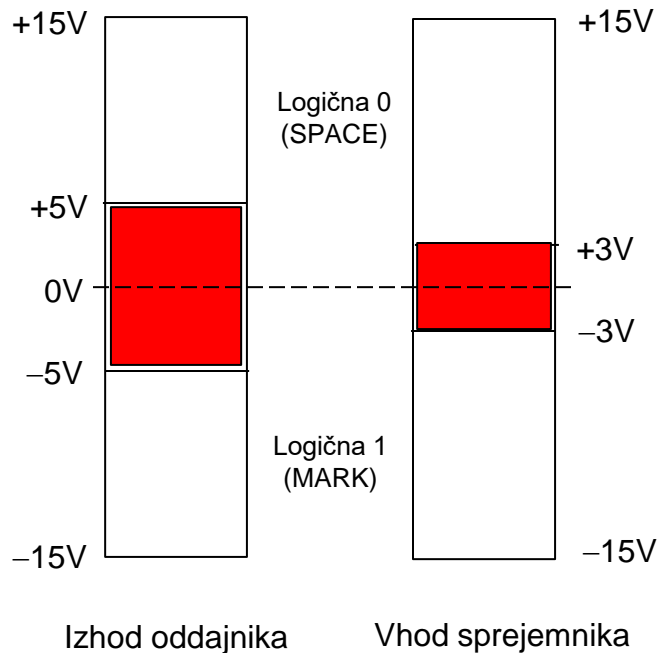 +15V
+15V
Logična 0
(SPACE)
+5V
+3V
0V
−3V
−5V
Logična 1
(MARK)
−15V
−15V
Izhod oddajnika
Vhod sprejemnika